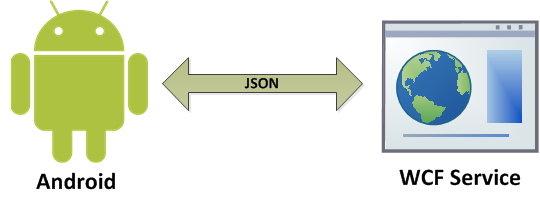 JSON
Android
WCF Service